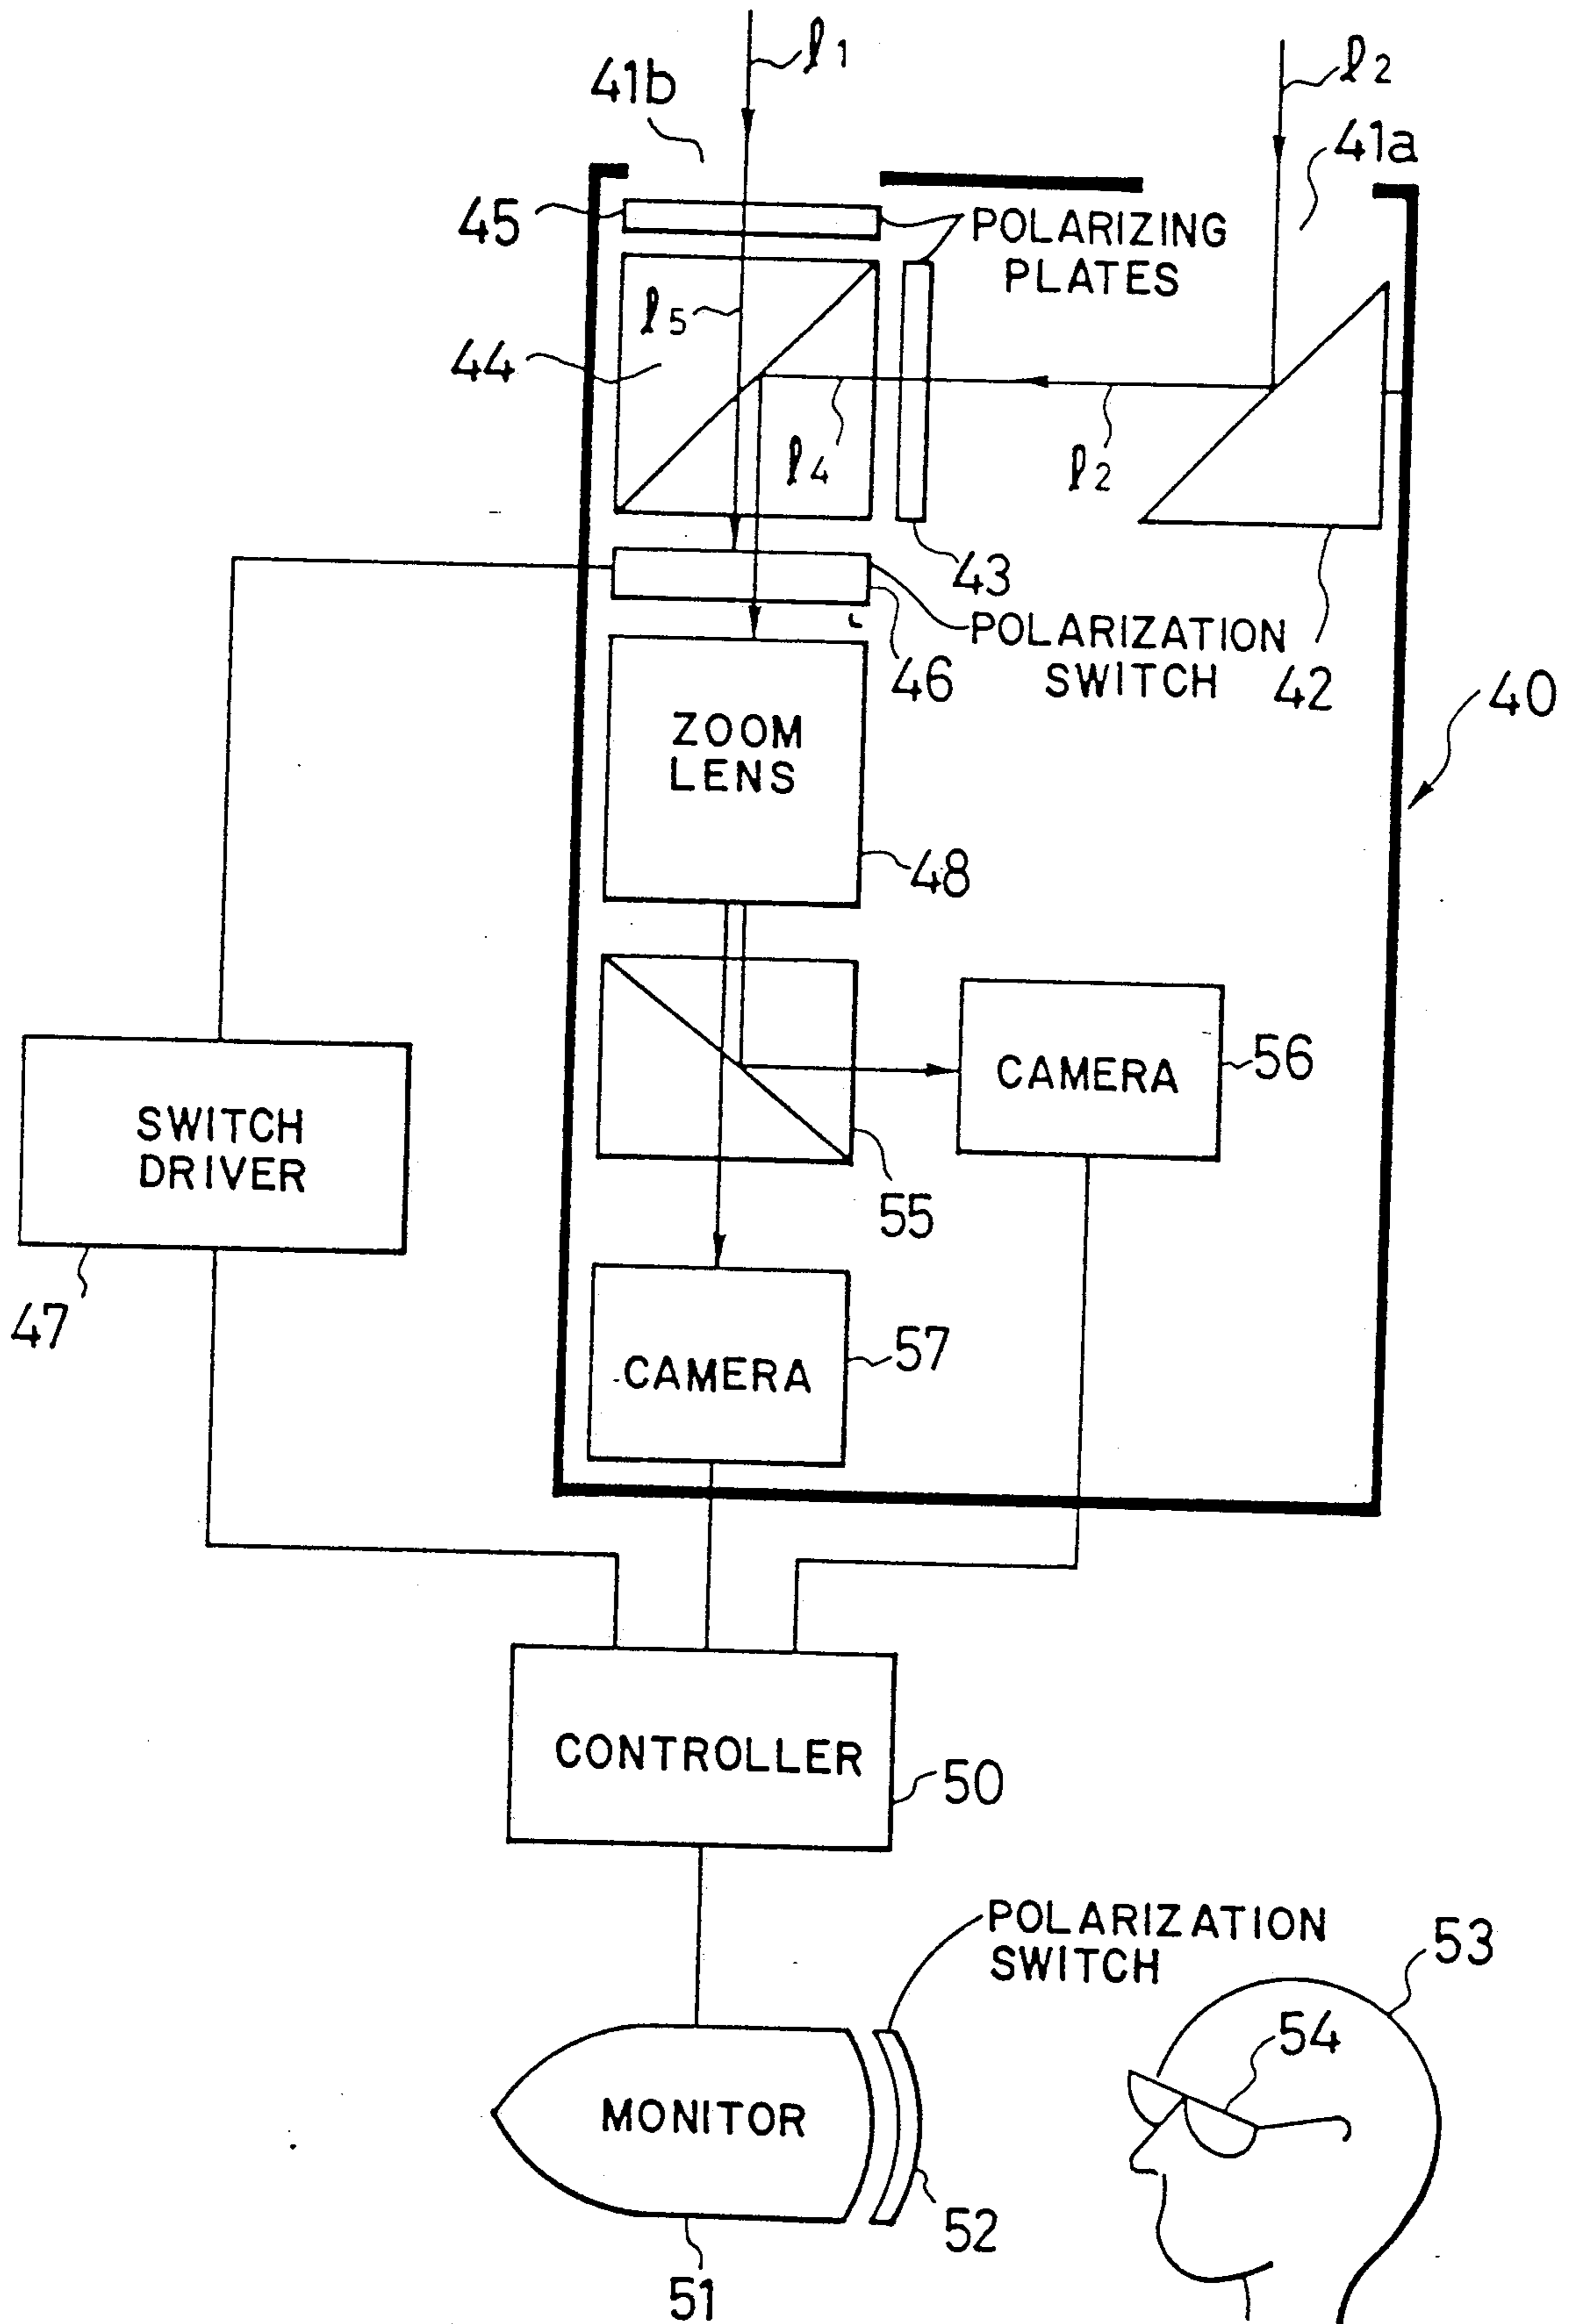 ℓ1
ℓ2
41b
41a
45
POLARIZING
PLATES
ℓ5
44
ℓ4
ℓ2
43
POLARIZATION
SWITCH
46
42
40
ZOOM
LENS
48
CAMERA
56
SWITCH
DRIVER
55
47
CAMERA
57
CONTROLLER
50
POLARIZATION
SWITCH
53
54
MONITOR
52
51